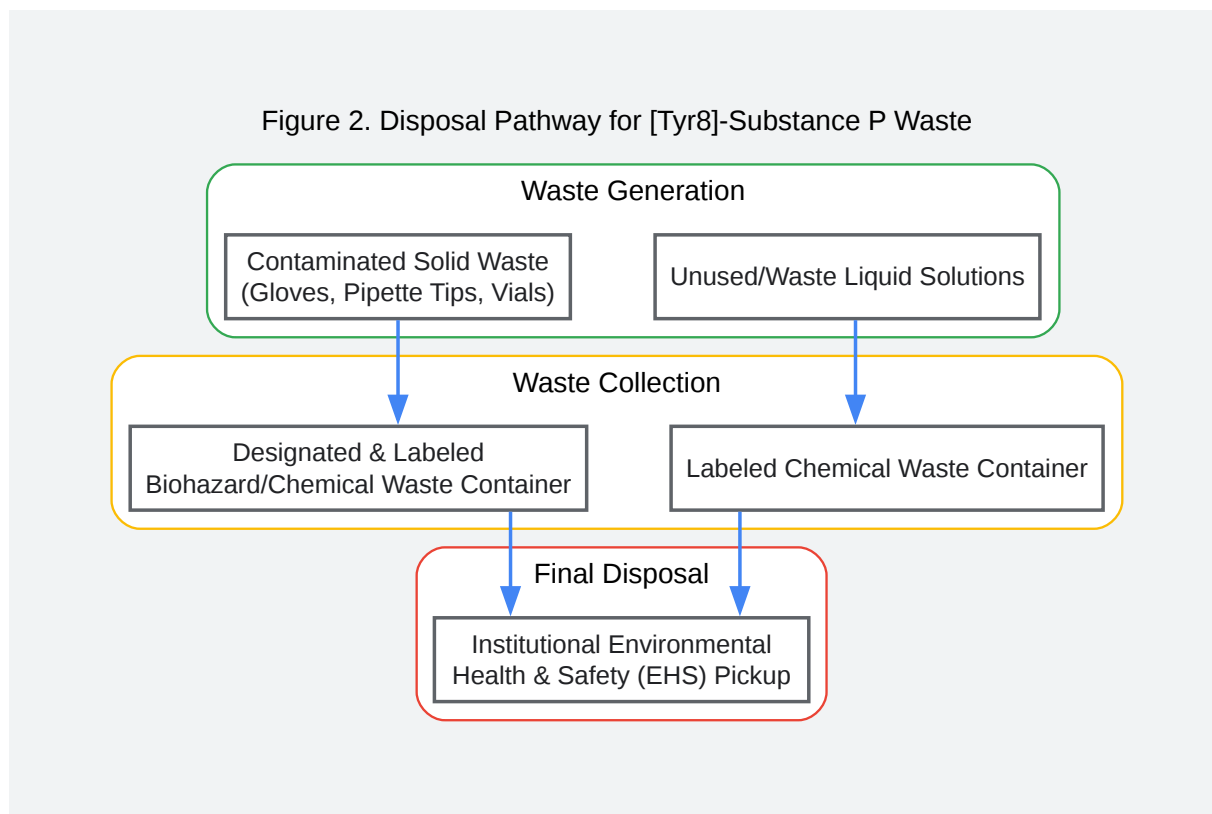 Figure 2. Disposal Pathway for [Tyr8]-Substance P Waste
Waste Generation
Contaminated Solid Waste
(Gloves, Pipette Tips, Vials)
Unused/Waste Liquid Solutions
Waste Collection
Designated & Labeled
Biohazard/Chemical Waste Container
Labeled Chemical Waste Container
Final Disposal
Institutional Environmental
Health & Safety (EHS) Pickup